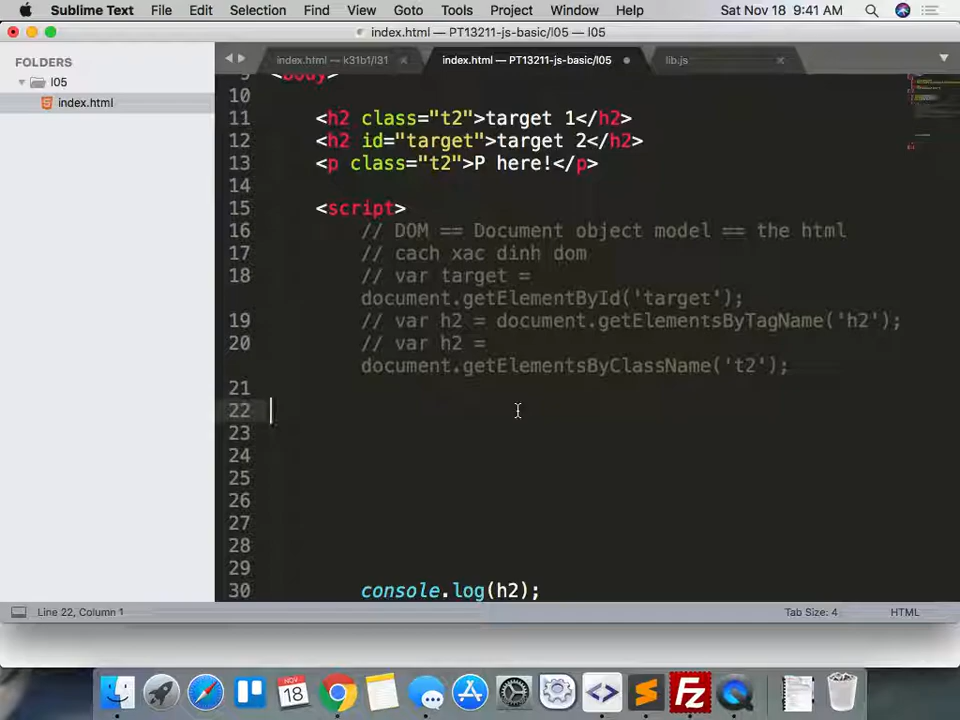 Sublime Text File Edit Selection Find View Goto Tools Project Window Help Sat Nov 18 9:41 AM
index.html — PT13211-js-basic/l05 — l05
FOLDERS
l05
index.html
index.html — k31b1/l31 index.html — PT13211-js-basic/l05 lib.js
9 <body>
10
11 <h2 class="t2">target 1</h2>
12 <h2 id="target">target 2</h2>
13 <p class="t2">P here!</p>
14
15 <script>
16 // DOM == Document object model == the html
17 // cach xac dinh dom
18 // var target =
document.getElementById('target');
19 // var h2 = document.getElementsByTagName('h2');
20 // var h2 =
document.getElementsByClassName('t2');
21
22
23
24
25
26
27
28
29
30 console.log(h2);
Line 22, Column 1 Tab Size: 4 HTML
NOV
18
Fz